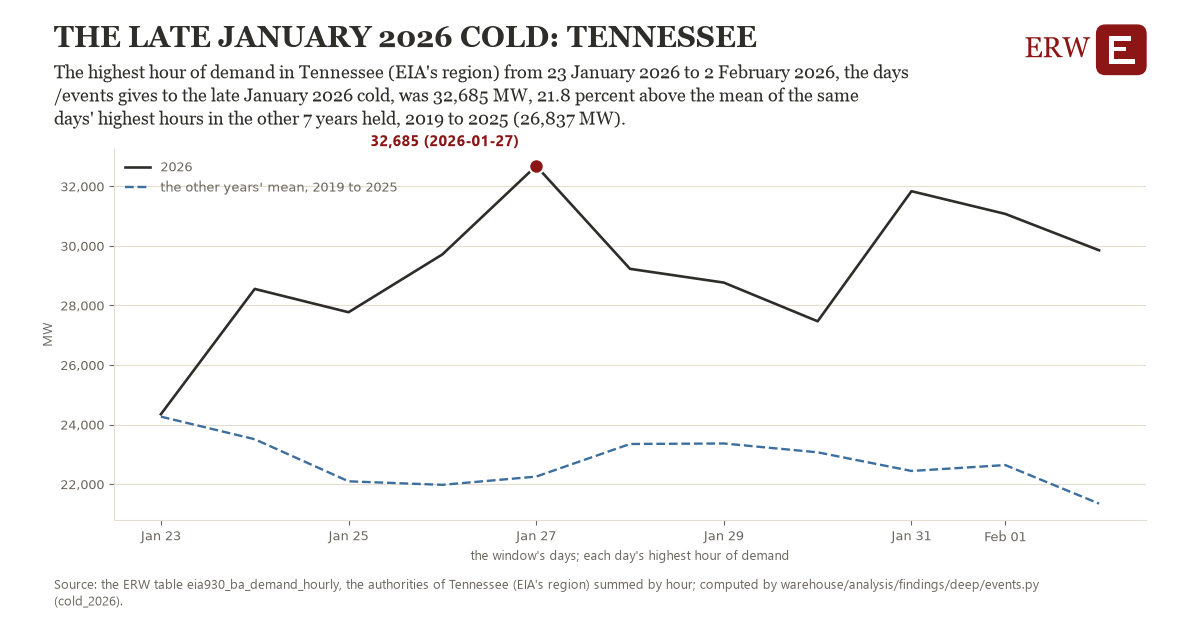 THE LATE JANUARY 2026 COLD: TENNESSEE
ERW E
The highest hour of demand in Tennessee (EIA's region) from 23 January 2026 to 2 February 2026, the days
/events gives to the late January 2026 cold, was 32,685 MW, 21.8 percent above the mean of the same
days' highest hours in the other 7 years held, 2019 to 2025 (26,837 MW).
32,685 (2026-01-27)
2026
the other years' mean, 2019 to 2025
32,000
30,000
28,000
26,000
24,000
22,000
MW
Jan 23 Jan 25 Jan 27 Jan 29 Jan 31 Feb 01
the window's days; each day's highest hour of demand
Source: the ERW table eia930_ba_demand_hourly, the authorities of Tennessee (EIA's region) summed by hour; computed by warehouse/analysis/findings/deep/events.py
(cold_2026).